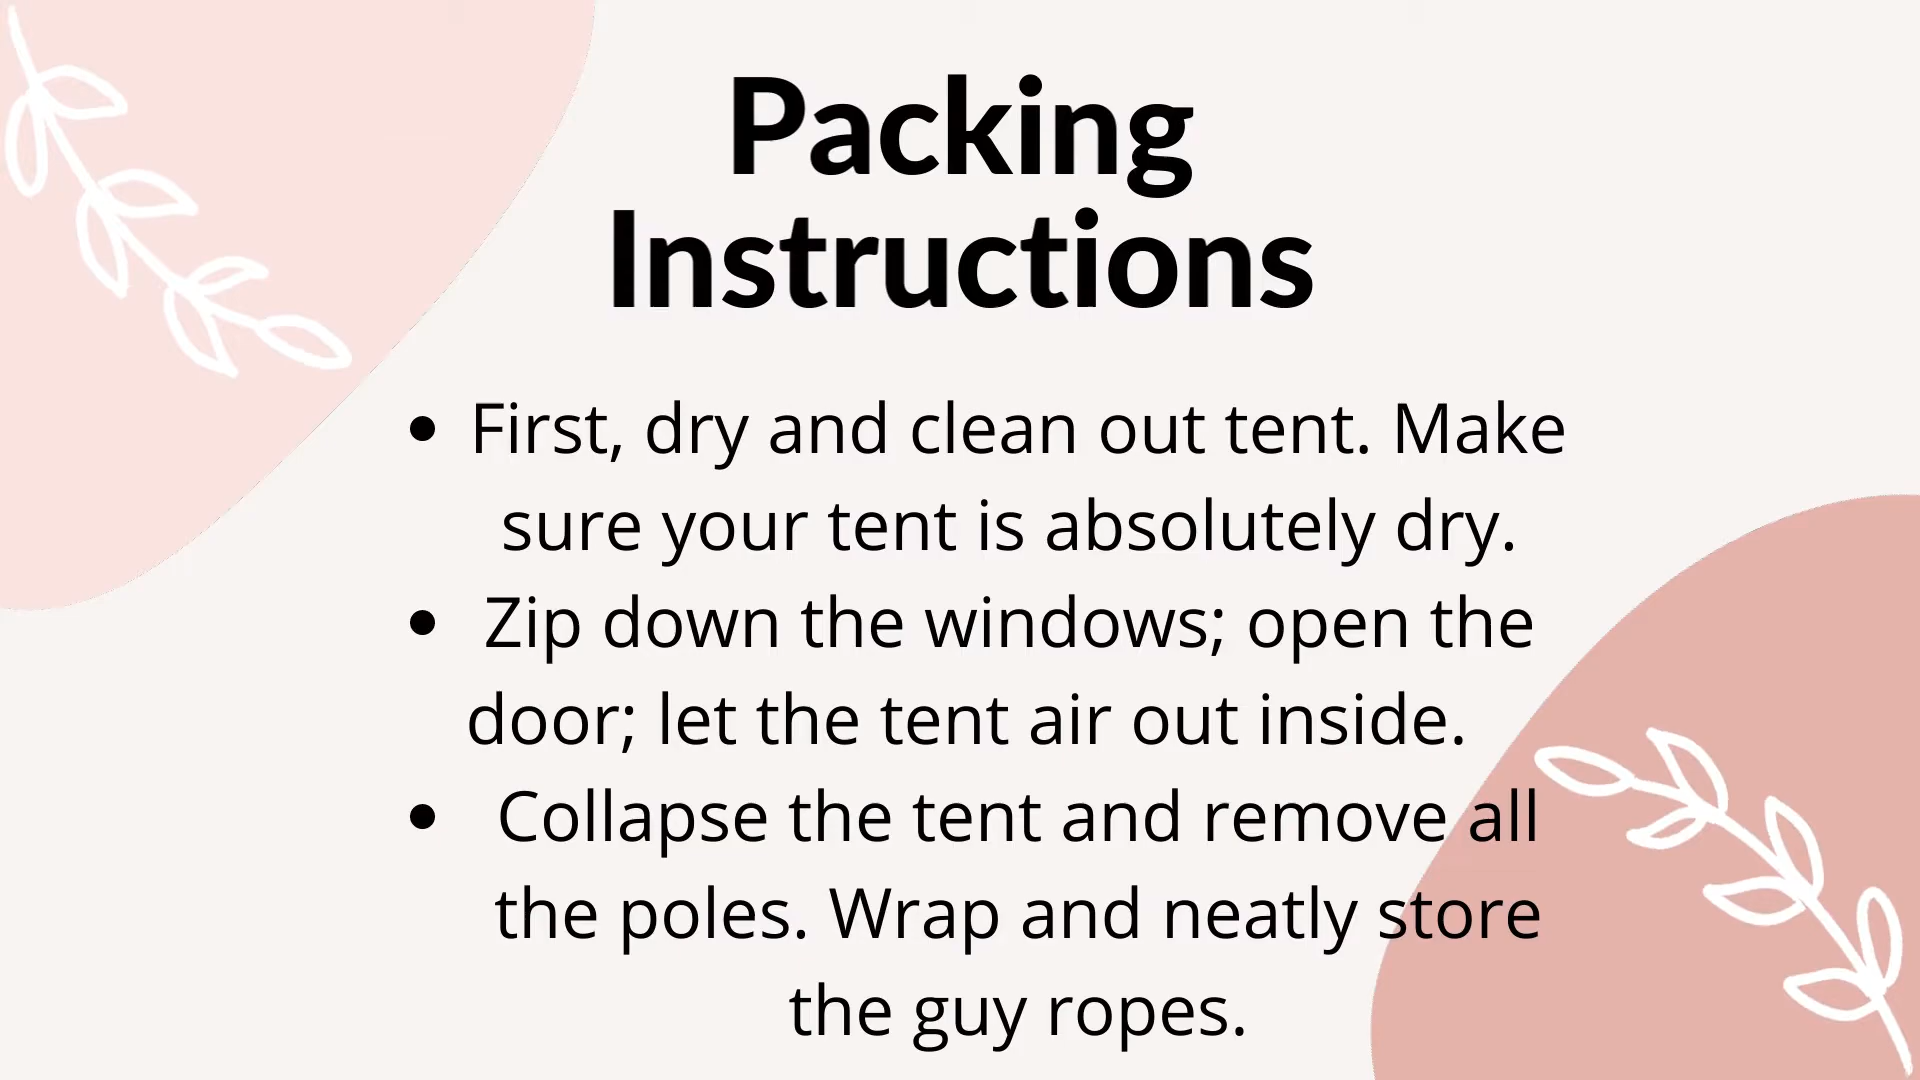 Packing
Instructions
• First, dry and clean out tent. Make
sure your tent is absolutely dry.
• Zip down the windows; open the
door; let the tent air out inside.
• Collapse the tent and remove all
the poles. Wrap and neatly store
the guy ropes.